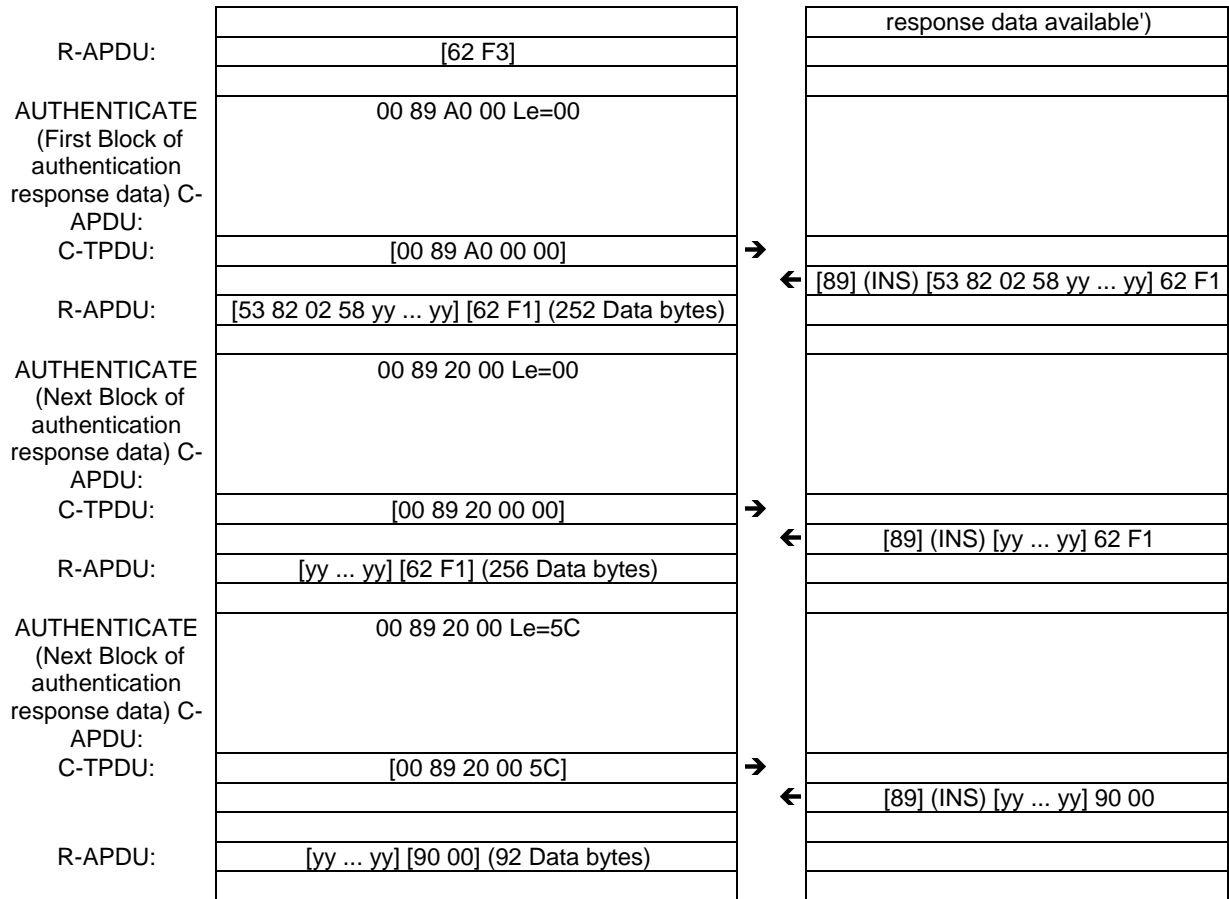 response data available')
R-APDU: [62 F3]
AUTHENTICATE 00 89 A0 00 Le=00
(First Block of
authentication
response data) C-
APDU:
C-TPDU: [00 89 A0 00 00] ➔
🡰 [89] (INS) [53 82 02 58 yy ... yy] 62 F1
R-APDU: [53 82 02 58 yy ... yy] [62 F1] (252 Data bytes)
AUTHENTICATE 00 89 20 00 Le=00
(Next Block of
authentication
response data) C-
APDU:
C-TPDU: [00 89 20 00 00] ➔
🡰 [89] (INS) [yy ... yy] 62 F1
R-APDU: [yy ... yy] [62 F1] (256 Data bytes)
AUTHENTICATE 00 89 20 00 Le=5C
(Next Block of
authentication
response data) C-
APDU:
C-TPDU: [00 89 20 00 5C] ➔
🡰 [89] (INS) [yy ... yy] 90 00
R-APDU: [yy ... yy] [90 00] (92 Data bytes)